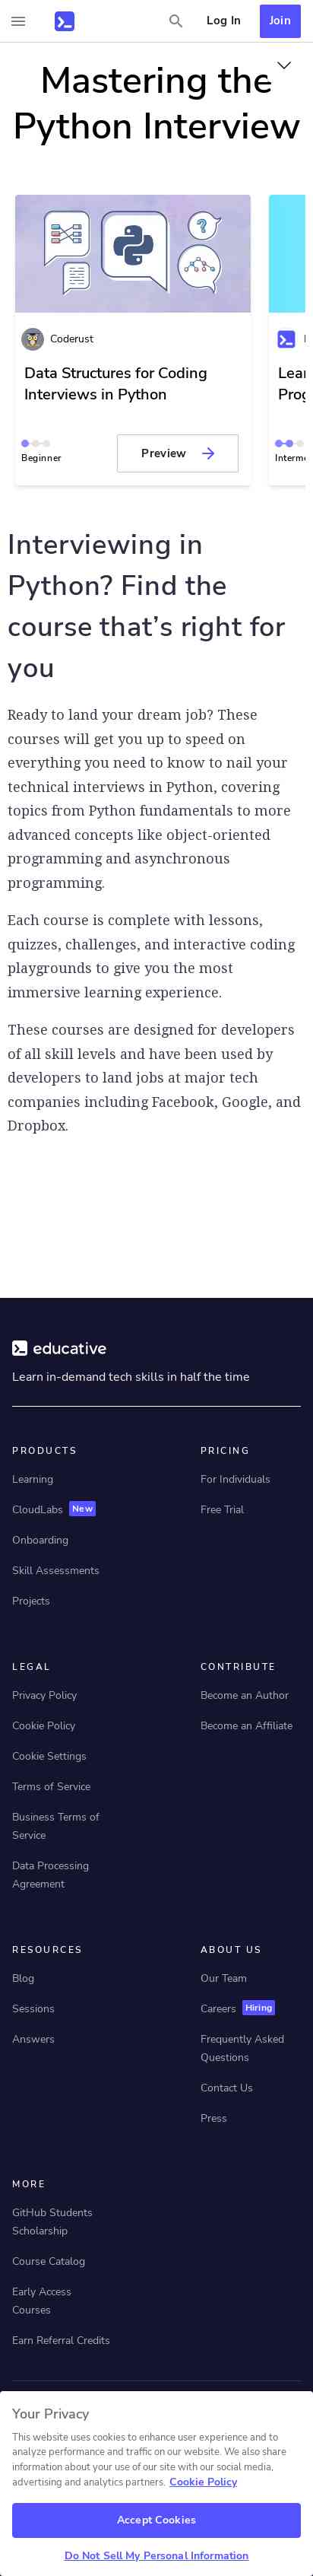 Log In
Join
Mastering the
Python Interview
Coderust
Data Structures for Coding
Interviews in Python
Beginner
Preview
Interviewing in
Python? Find the
course that’s right for
you
Ready to land your dream job? These
courses will get you up to speed on
everything you need to know to nail your
technical interviews in Python, covering
topics from Python fundamentals to more
advanced concepts like object-oriented
programming and asynchronous
programming.
Each course is complete with lessons,
quizzes, challenges, and interactive coding
playgrounds to give you the most
immersive learning experience.
These courses are designed for developers
of all skill levels and have been used by
developers to land jobs at major tech
companies including Facebook, Google, and
Dropbox.
educative
Learn in-demand tech skills in half the time
PRODUCTS
Learning
CloudLabs New
Onboarding
Skill Assessments
Projects
PRICING
For Individuals
Free Trial
LEGAL
Privacy Policy
Cookie Policy
Cookie Settings
Terms of Service
Business Terms of
Service
Data Processing
Agreement
CONTRIBUTE
Become an Author
Become an Affiliate
RESOURCES
Blog
Sessions
Answers
ABOUT US
Our Team
Careers Hiring
Frequently Asked
Questions
Contact Us
Press
MORE
GitHub Students
Scholarship
Course Catalog
Early Access
Courses
Earn Referral Credits
Your Privacy
This website uses cookies to enhance user experience and to
analyze performance and traffic on our website. We also share
information about your use of our site with our social media,
advertising and analytics partners. Cookie Policy
Accept Cookies
Do Not Sell My Personal Information